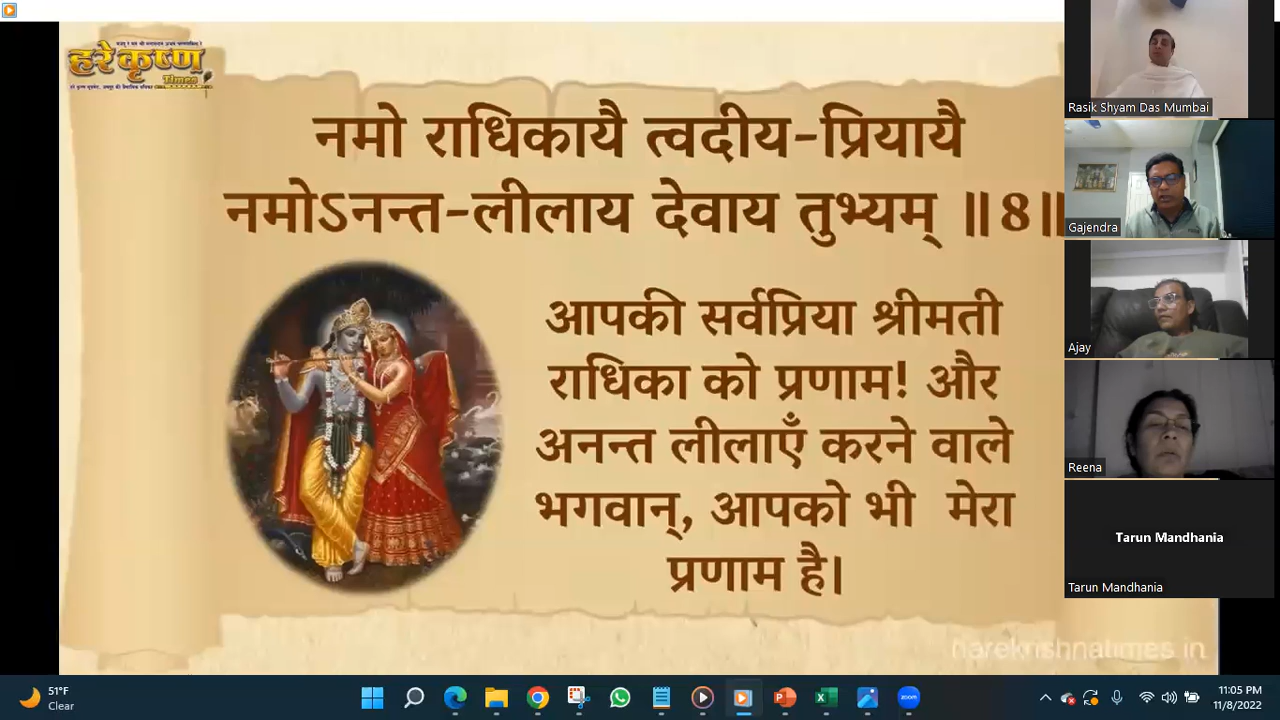 हरे कृष्ण
Times
नमो राधिकायै त्वदीय-प्रियायै
नमोऽनन्त-लीलाय देवाय तुभ्यम् ॥8॥
आपकी सर्वप्रिया श्रीमती
राधिका को प्रणाम! और
अनन्त लीलाएँ करने वाले
भगवान्, आपको भी मेरा
प्रणाम है।
harekrishnatimes.in
Rasik Shyam Das Mumbai
Gajendra
Ajay
Reena
Tarun Mandhania
Tarun Mandhania
51°F
Clear
zoom
11:05 PM
11/8/2022